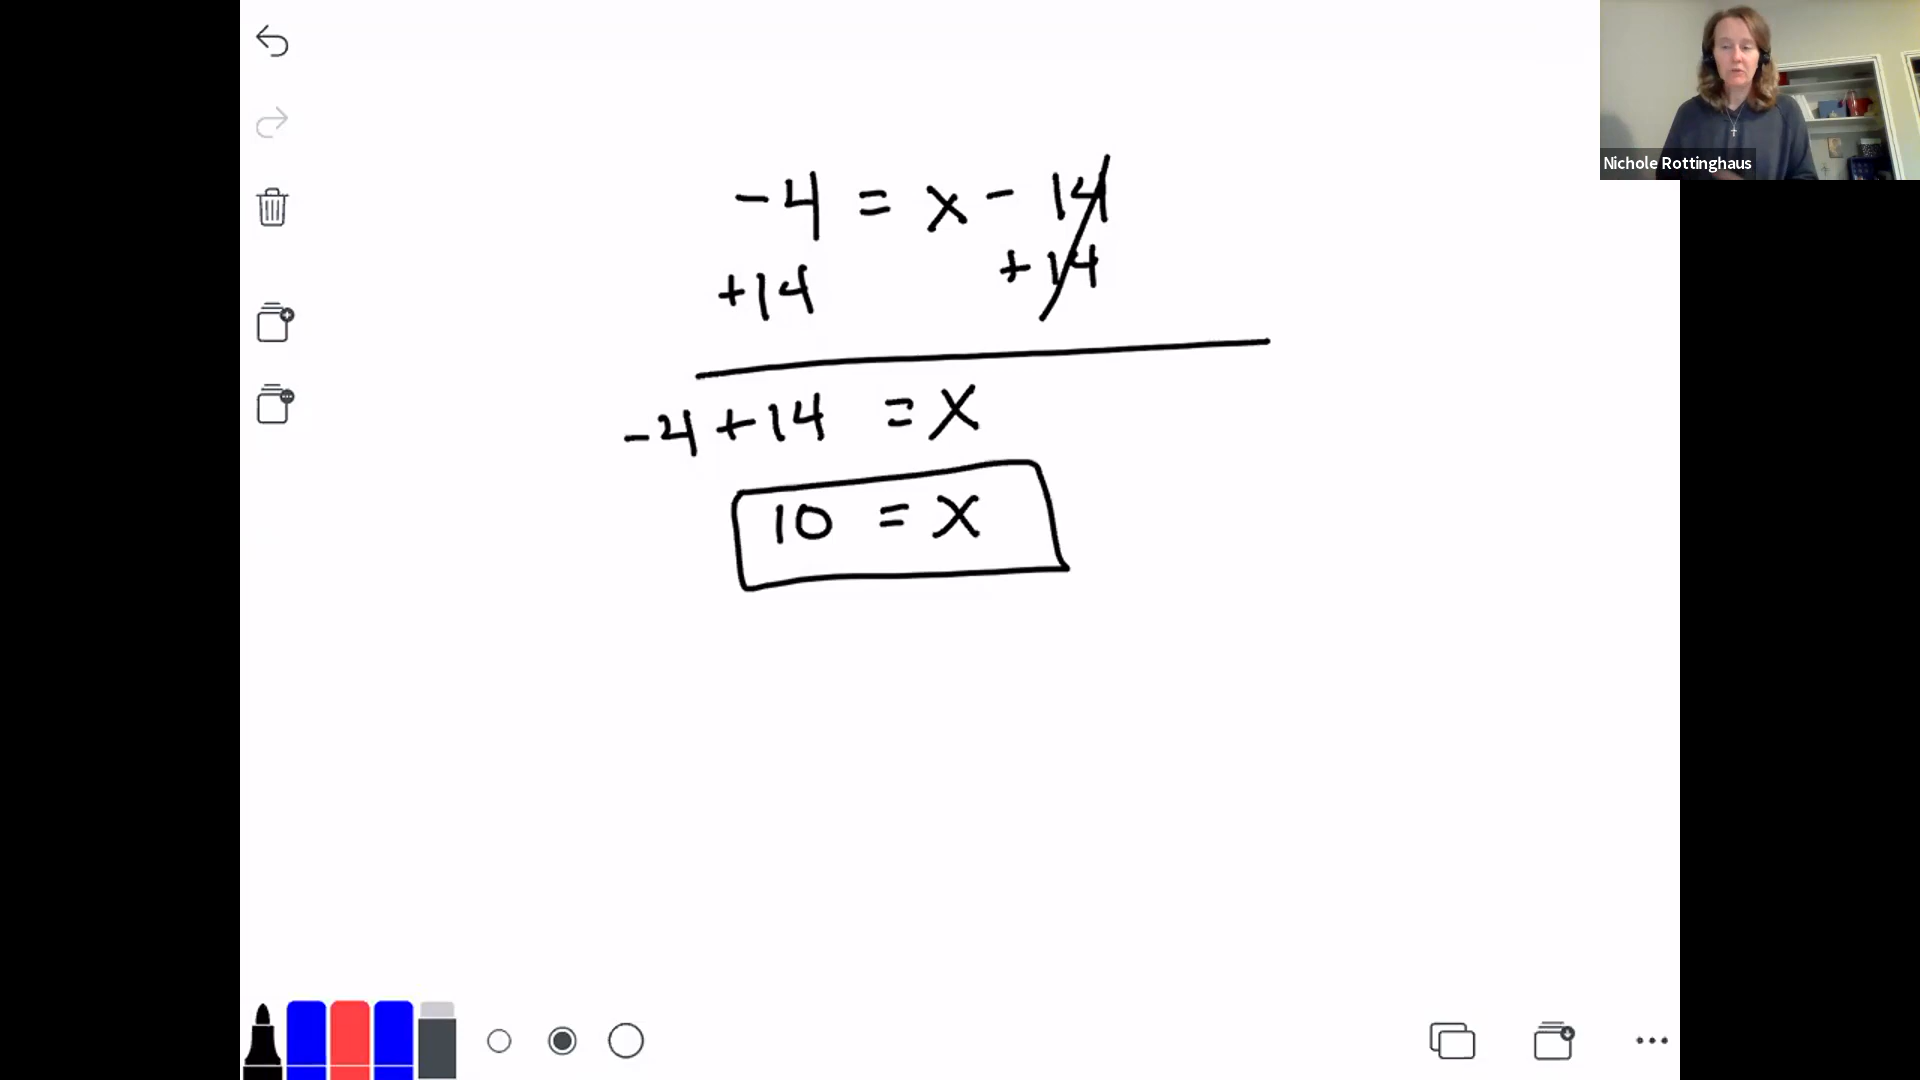 -4 = x - 14
+14 +14
-4 +14 = x
10 = x
Nichole Rottinghaus